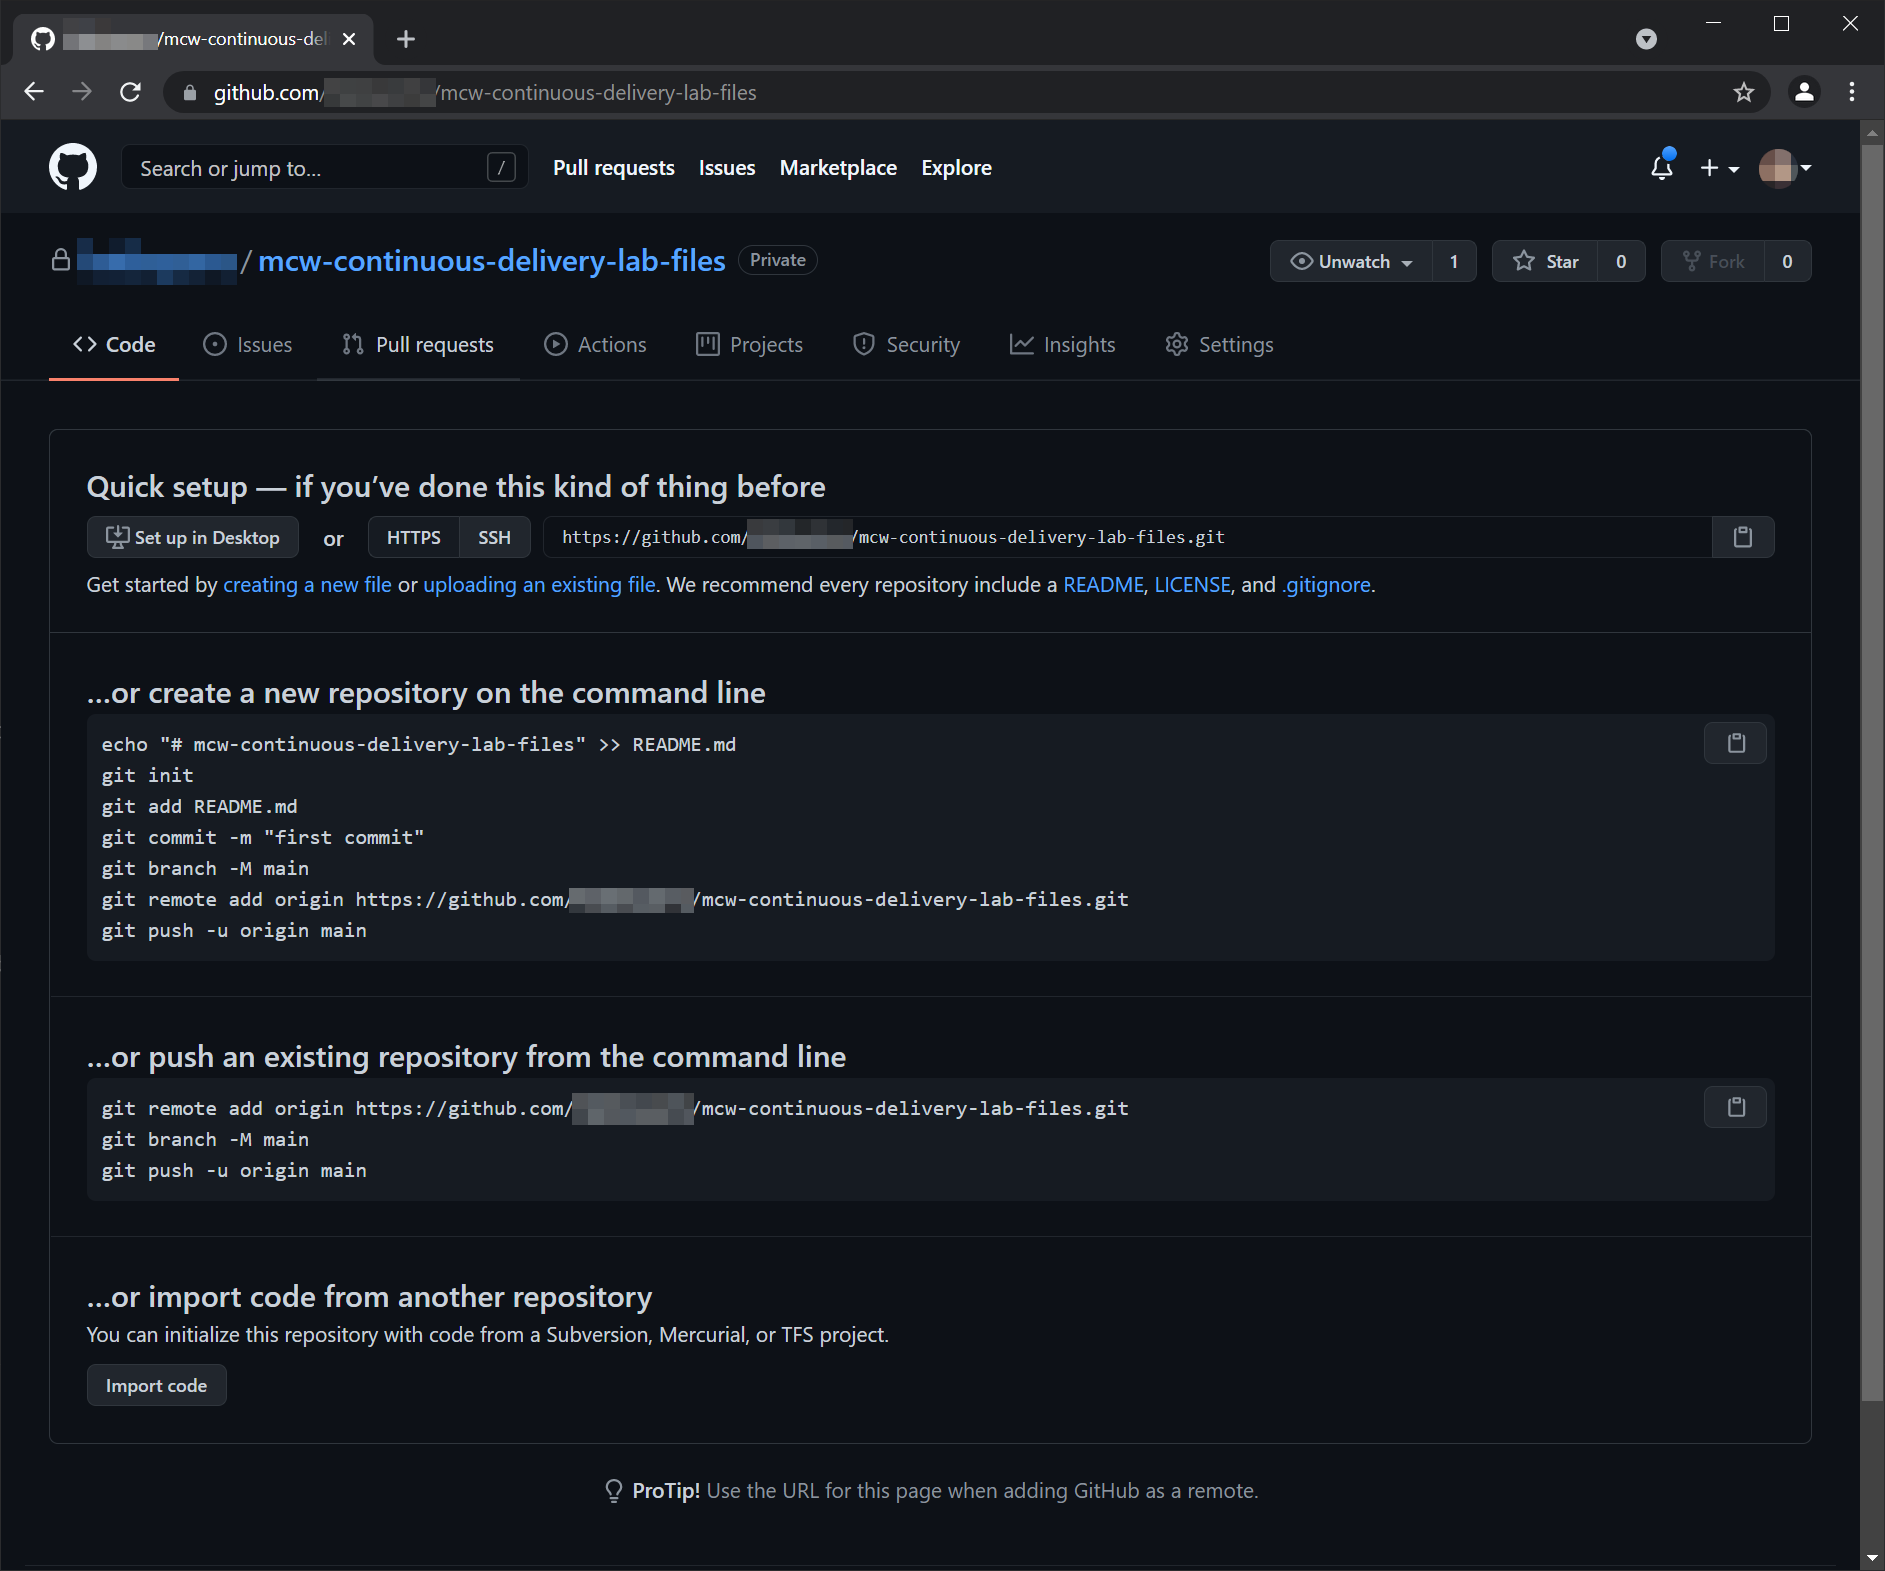 /mcw-continuous-del
github.com/ /mcw-continuous-delivery-lab-files
Search or jump to... / Pull requests Issues Marketplace Explore
/ mcw-continuous-delivery-lab-files Private Unwatch 1 Star 0 Fork 0
Code Issues Pull requests Actions Projects Security Insights Settings
Quick setup — if you’ve done this kind of thing before
Set up in Desktop or HTTPS SSH https://github.com/ /mcw-continuous-delivery-lab-files.git
Get started by creating a new file or uploading an existing file. We recommend every repository include a README, LICENSE, and .gitignore.
…or create a new repository on the command line
echo "# mcw-continuous-delivery-lab-files" >> README.md
git init
git add README.md
git commit -m "first commit"
git branch -M main
git remote add origin https://github.com/ /mcw-continuous-delivery-lab-files.git
git push -u origin main
…or push an existing repository from the command line
git remote add origin https://github.com/ /mcw-continuous-delivery-lab-files.git
git branch -M main
git push -u origin main
…or import code from another repository
You can initialize this repository with code from a Subversion, Mercurial, or TFS project.
Import code
ProTip! Use the URL for this page when adding GitHub as a remote.